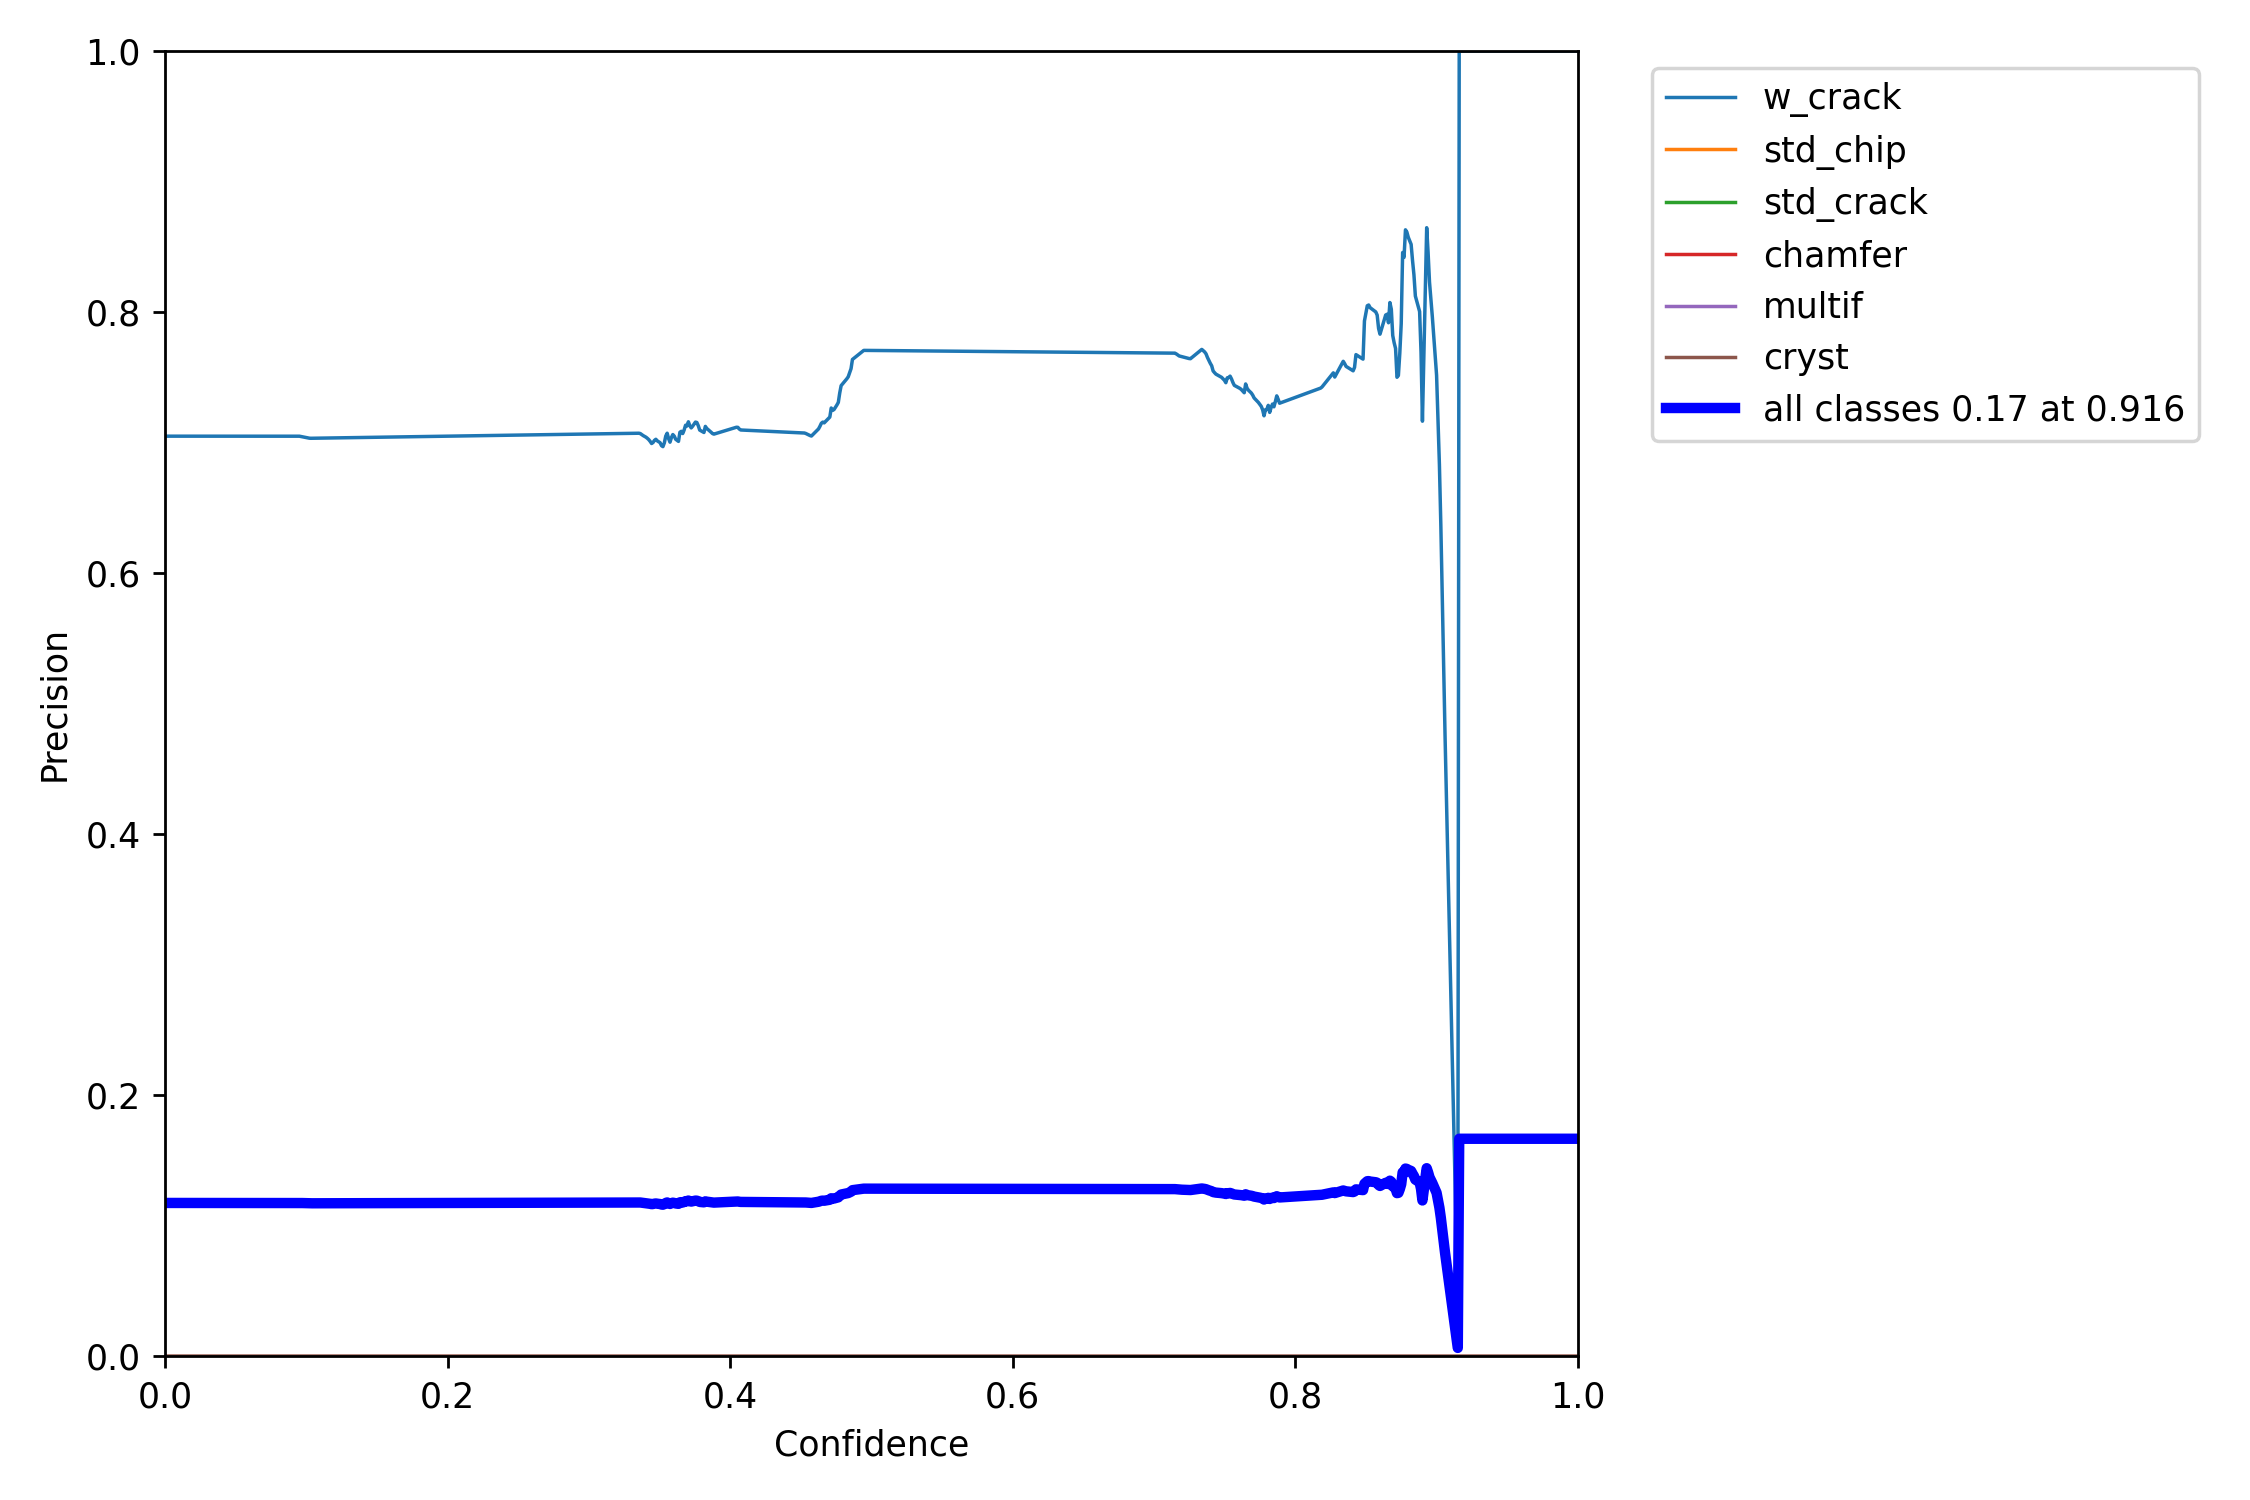 1.0
0.8
0.6
0.4
0.2
0.0
Precision
0.0 0.2 0.4 0.6 0.8 1.0
Confidence
w_crack
std_chip
std_crack
chamfer
multif
cryst
all classes 0.17 at 0.916